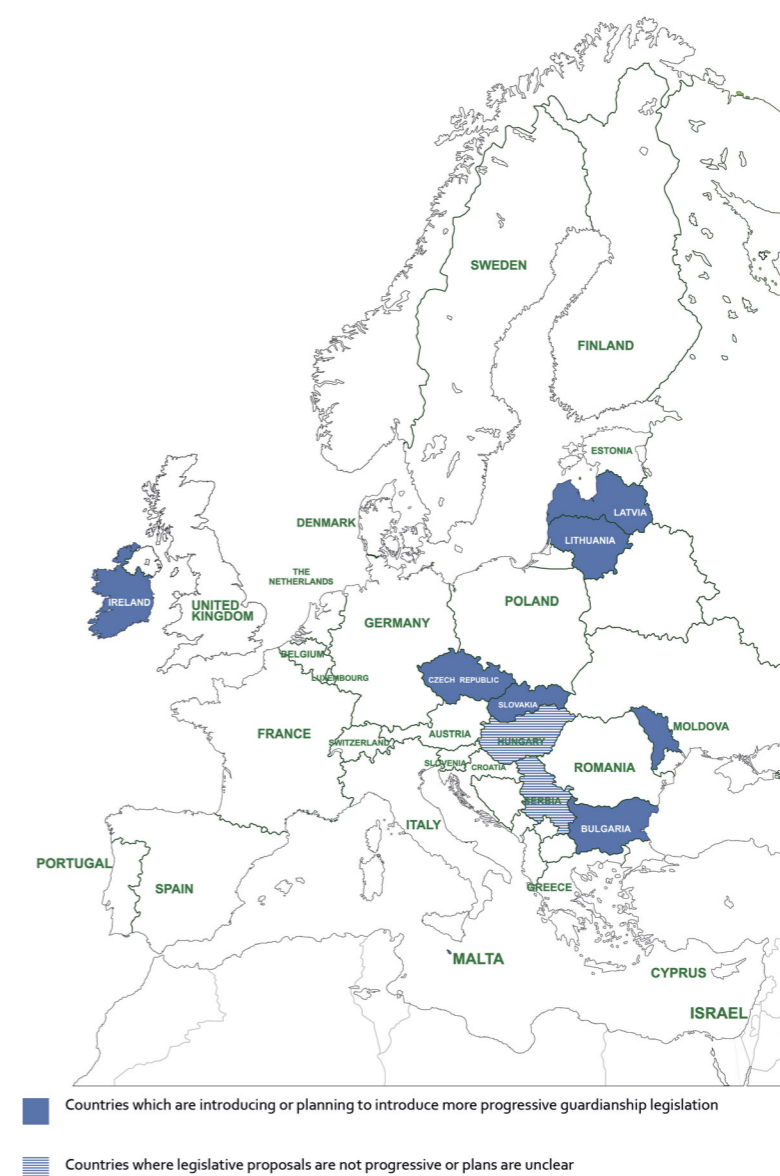 SWEDEN
FINLAND
ESTONIA
LATVIA
LITHUANIA
DENMARK
THE
NETHERLANDS
IRELAND
UNITED
KINGDOM
GERMANY
POLAND
BELGIUM
LUXEMBOURG
CZECH REPUBLIC
SLOVAKIA
FRANCE
SWITZERLAND
AUSTRIA
HUNGARY
MOLDOVA
SLOVENIA
CROATIA
ROMANIA
SERBIA
ITALY
BULGARIA
PORTUGAL
SPAIN
GREECE
MALTA
CYPRUS
ISRAEL
Countries which are introducing or planning to introduce more progressive guardianship legislation
Countries where legislative proposals are not progressive or plans are unclear